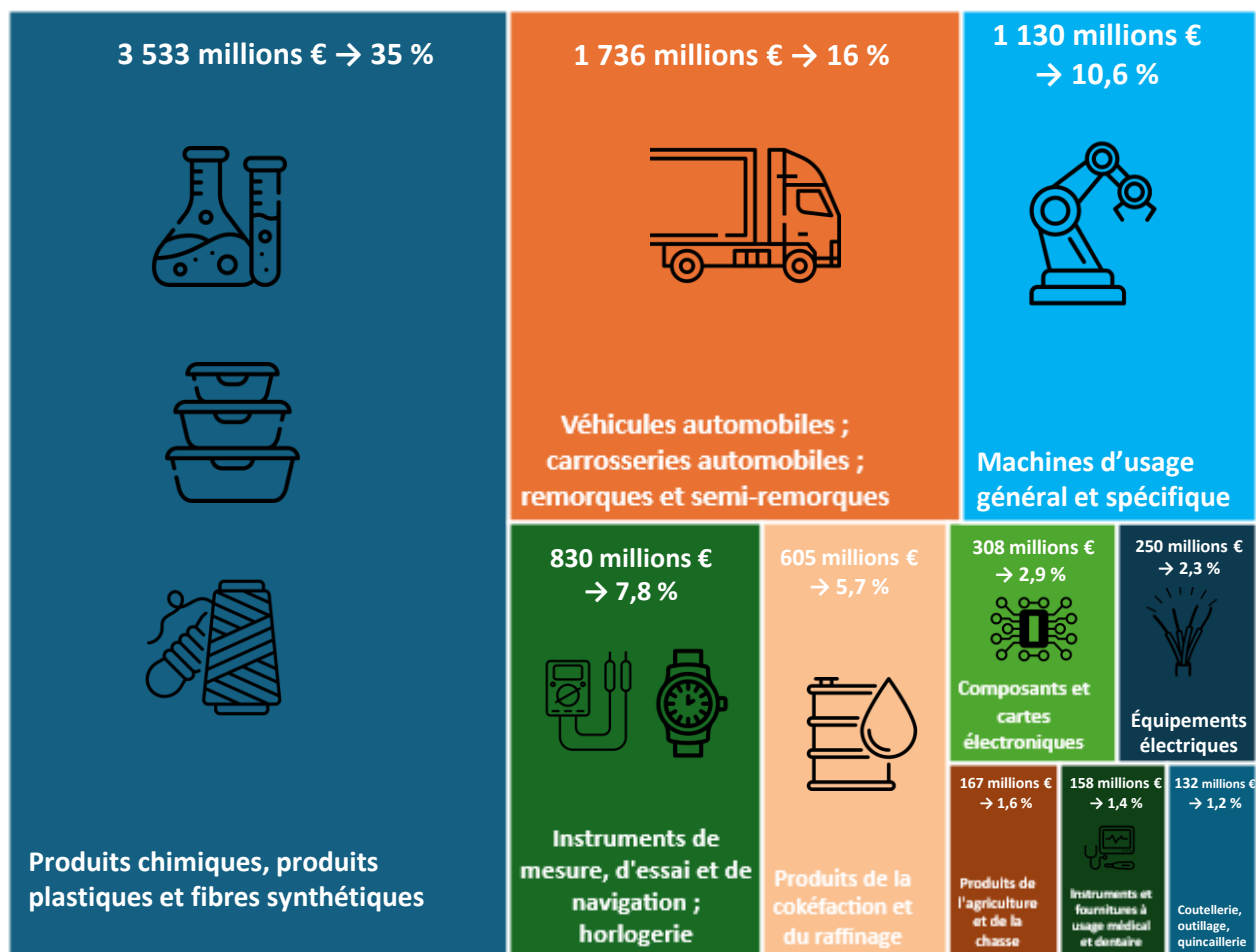 3 533 millions € → 35 %
Produits chimiques, produits
plastiques et fibres synthétiques
1 736 millions € → 16 %
Véhicules automobiles ;
carrosseries automobiles ;
remorques et semi-remorques
1 130 millions €
→ 10,6 %
Machines d’usage
général et spécifique
830 millions €
→ 7,8 %
Instruments de
mesure, d'essai et de
navigation ;
horlogerie
605 millions €
→ 5,7 %
Produits de la
cokéfaction et
du raffinage
308 millions €
→ 2,9 %
Composants et
cartes
électroniques
250 millions €
→ 2,3 %
Équipements
électriques
167 millions €
→ 1,6 %
Produits de
l'agriculture
et de la
chasse
158 millions €
→ 1,4 %
Instruments et
fournitures à
usage médical
et dentaire
132 millions €
→ 1,2 %
Coutellerie,
outillage,
quincaillerie